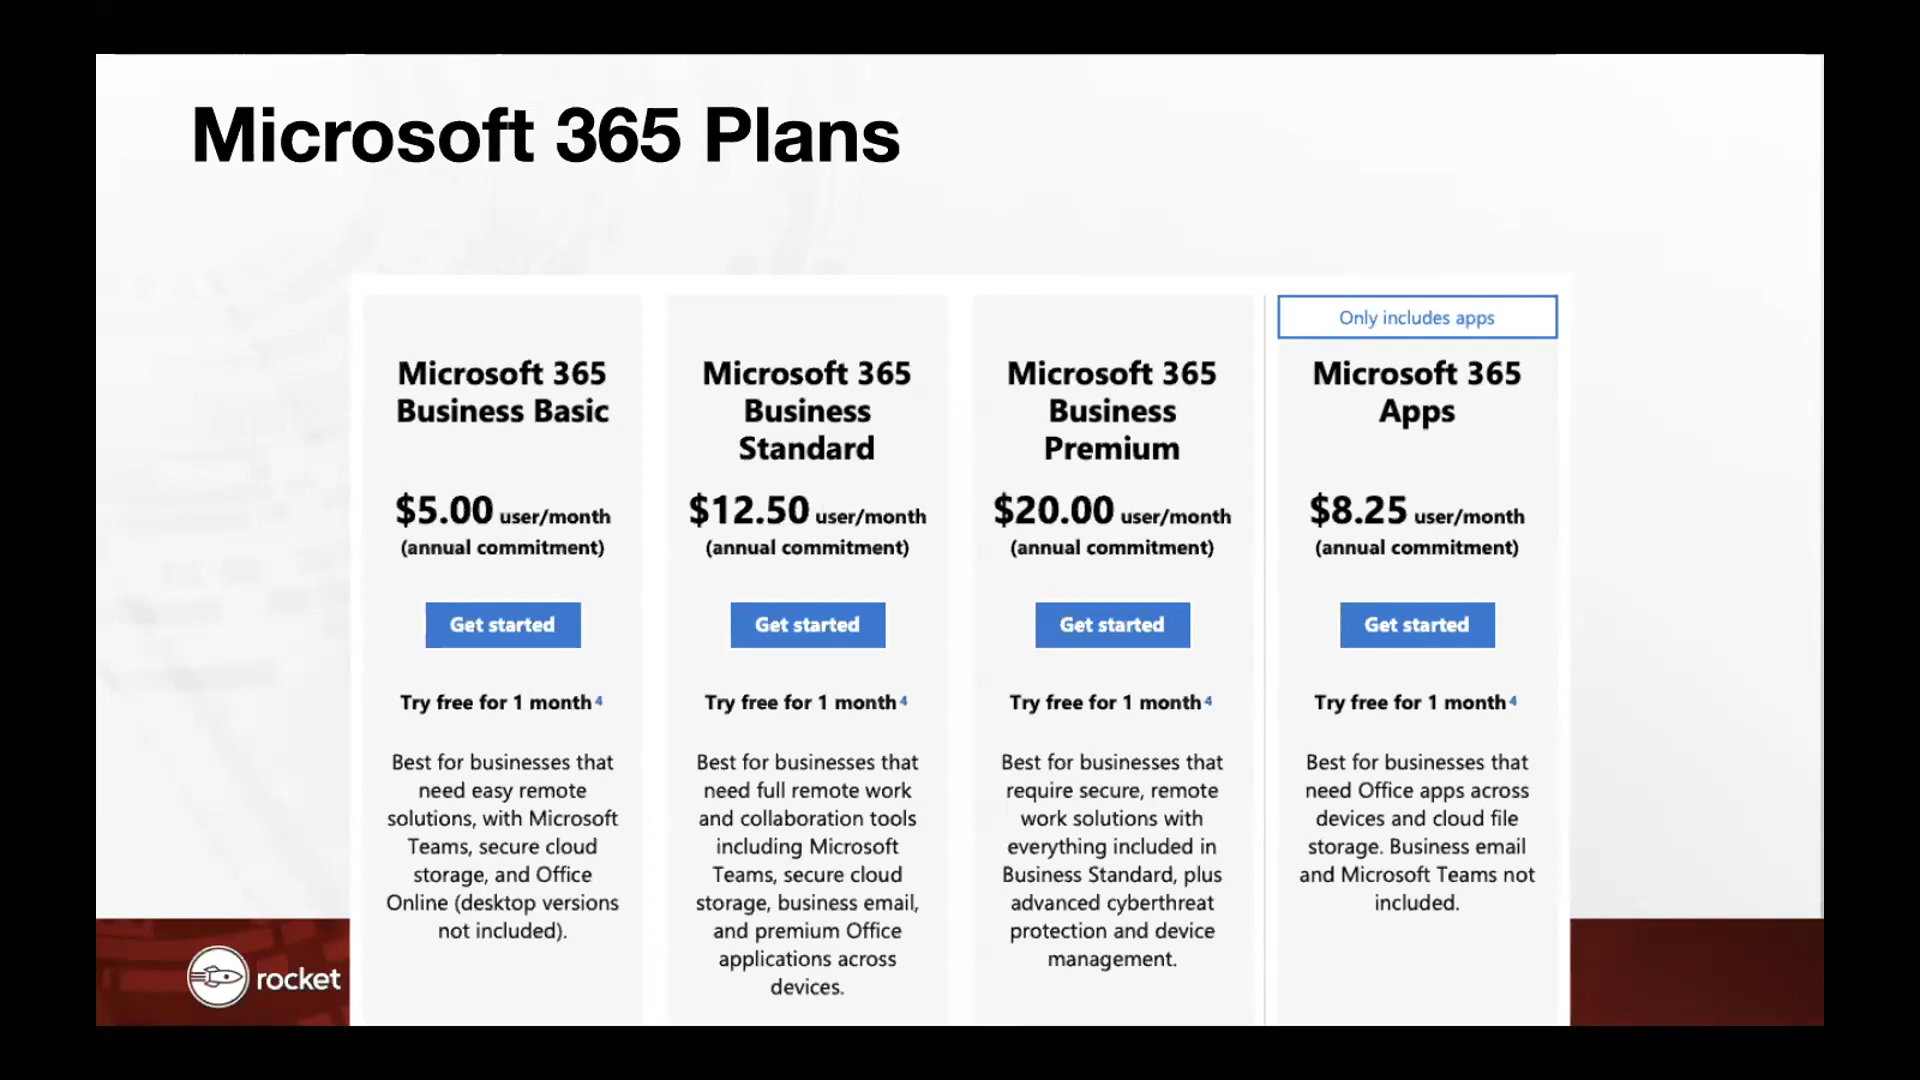 Microsoft 365 Plans
Microsoft 365
Business Basic
$5.00 user/month
(annual commitment)
Get started
Try free for 1 month 4
Best for businesses that
need easy remote
solutions, with Microsoft
Teams, secure cloud
storage, and Office
Online (desktop versions
not included).
Microsoft 365
Business
Standard
$12.50 user/month
(annual commitment)
Get started
Try free for 1 month 4
Best for businesses that
need full remote work
and collaboration tools
including Microsoft
Teams, secure cloud
storage, business email,
and premium Office
applications across
devices.
Microsoft 365
Business
Premium
$20.00 user/month
(annual commitment)
Get started
Try free for 1 month 4
Best for businesses that
require secure, remote
work solutions with
everything included in
Business Standard, plus
advanced cyberthreat
protection and device
management.
Only includes apps
Microsoft 365
Apps
$8.25 user/month
(annual commitment)
Get started
Try free for 1 month 4
Best for businesses that
need Office apps across
devices and cloud file
storage. Business email
and Microsoft Teams not
included.
rocket